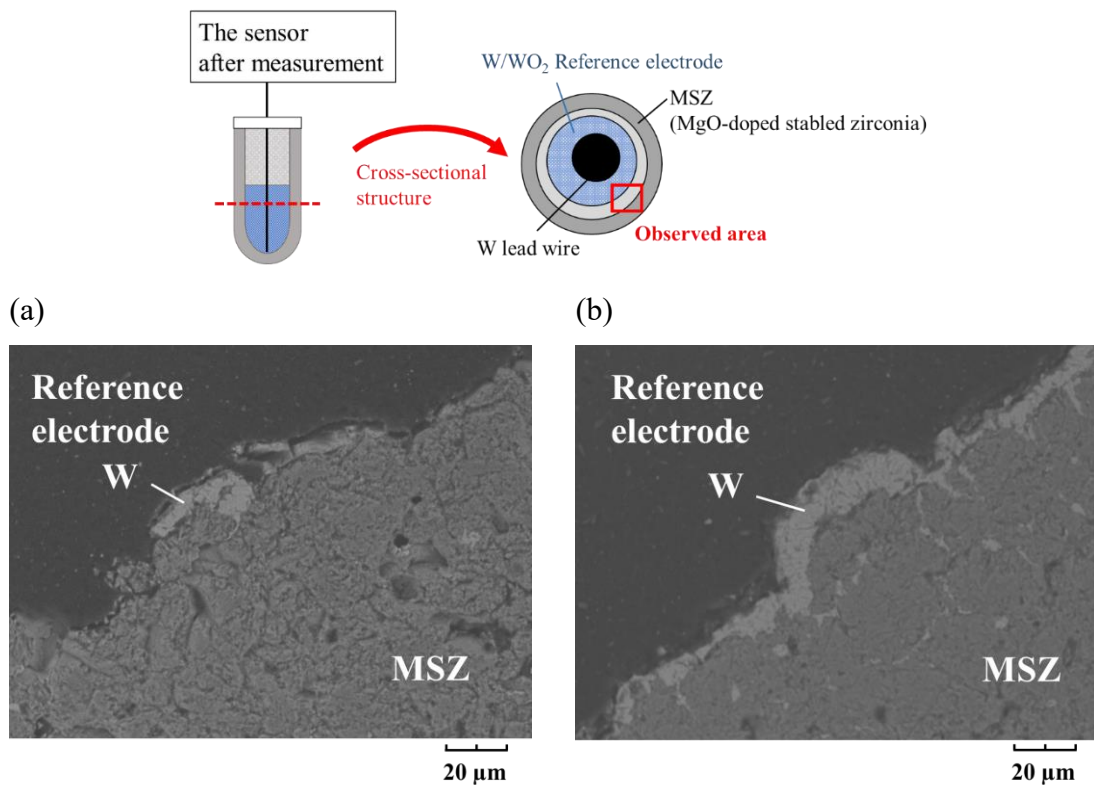 The sensor
after measurement
W/WO₂ Reference electrode
MSZ
(MgO-doped stabled zirconia)
Cross-sectional
structure
W lead wire
Observed area
(a)
(b)
Reference
electrode
W
MSZ
20 µm
Reference
electrode
W
MSZ
20 µm